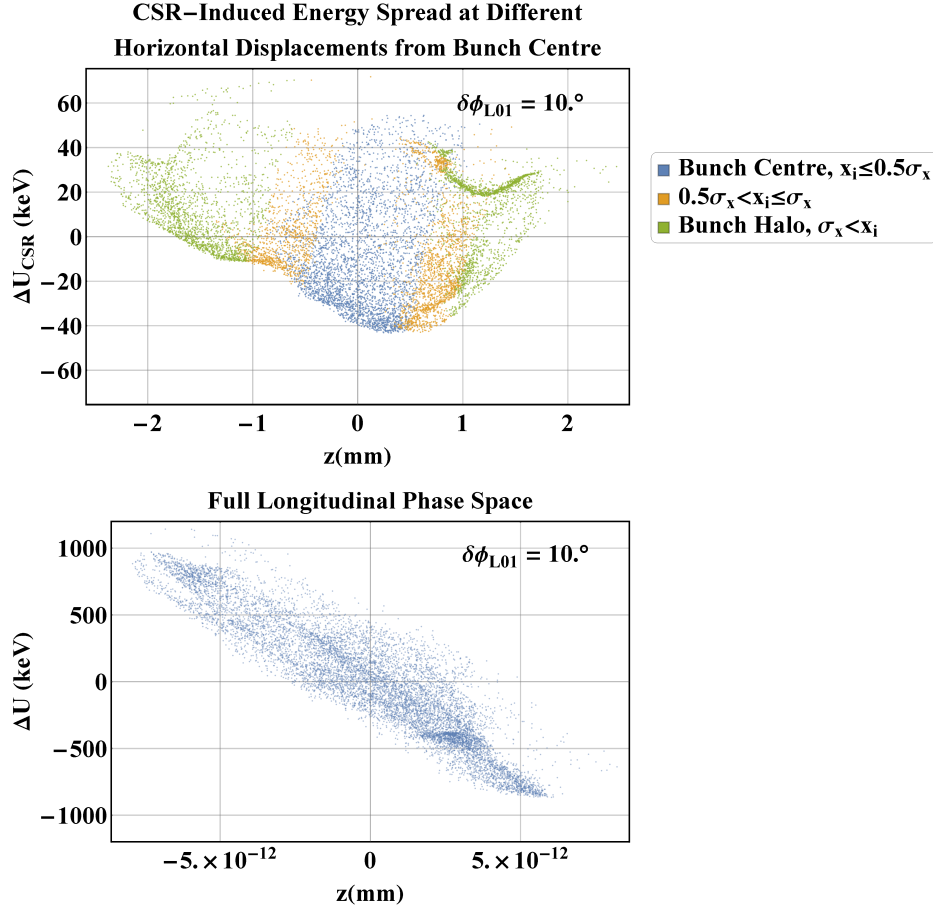 CSR−Induced Energy Spread at Different
Horizontal Displacements from Bunch Centre
δϕL01 = 10.°
60
40
20
0
−20
−40
−60
ΔUCSR (keV)
−2 −1 0 1 2
z(mm)
Bunch Centre, xi≤0.5σx
0.5σx<xi≤σx
Bunch Halo, σx<xi
Full Longitudinal Phase Space
δϕL01 = 10.°
1000
500
0
−500
−1000
ΔU (keV)
−5.×10−12 0 5.×10−12
z(mm)